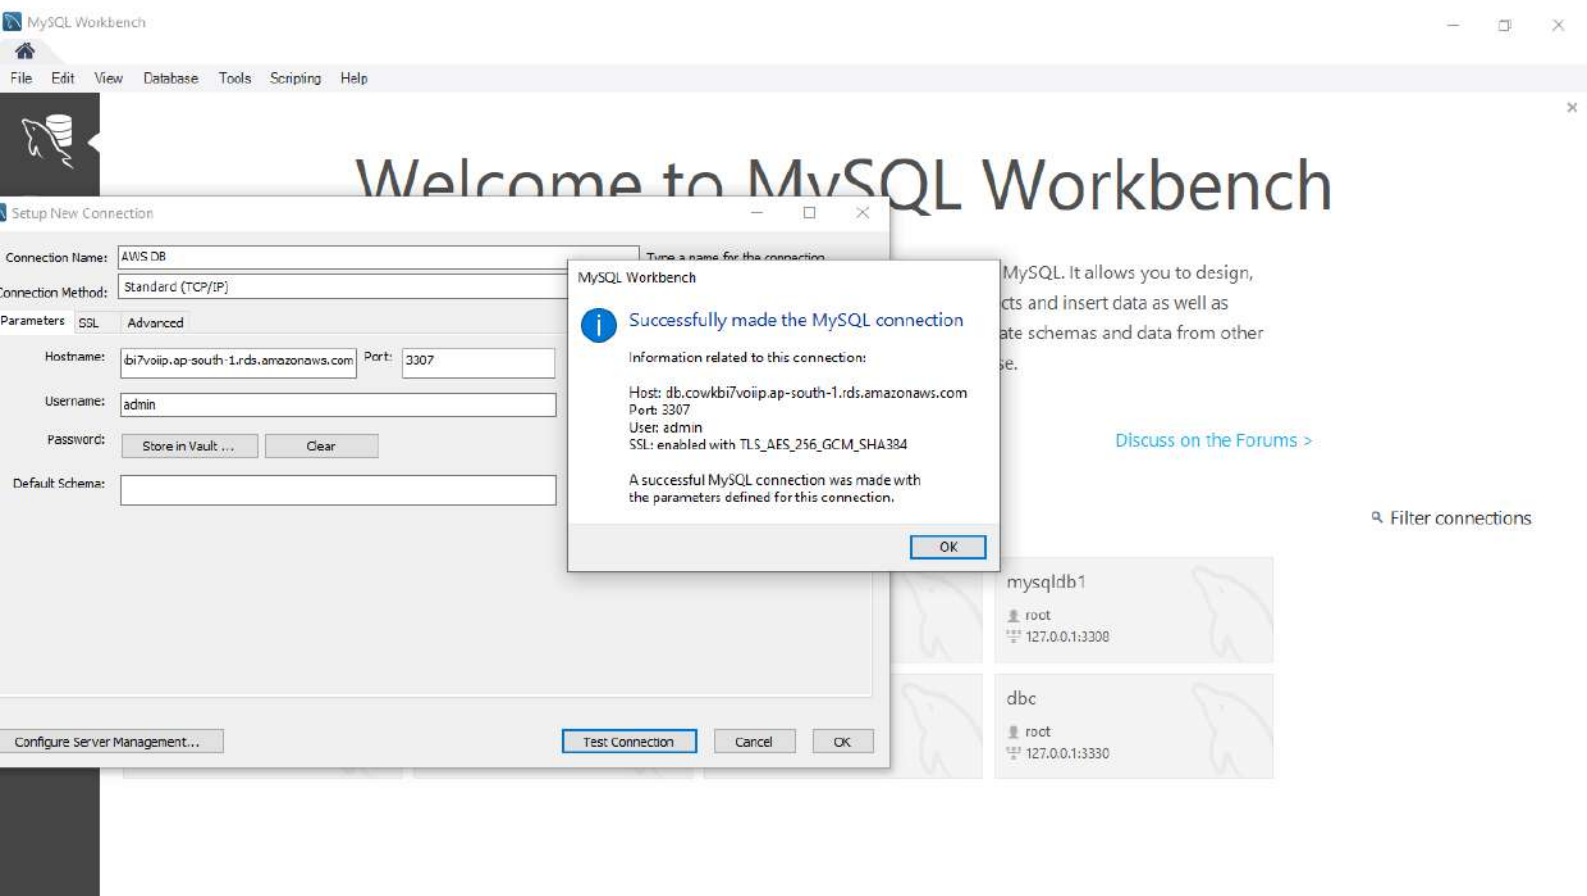 MySQL Workbench
File Edit View Database Tools Scripting Help
Welcome to MySQL Workbench
Setup New Connection
Connection Name: AWS DB Type a name for the connection
Connection Method: Standard (TCP/IP)
Parameters SSL Advanced
Hostname: bi7voiip.ap-south-1.rds.amazonaws.com Port: 3307
Username: admin
Password: Store in Vault ... Clear
Default Schema:
Configure Server Management...
Test Connection Cancel OK
MySQL Workbench
Successfully made the MySQL connection
Information related to this connection:
Host: db.cowkbi7voiip.ap-south-1.rds.amazonaws.com
Port: 3307
User: admin
SSL: enabled with TLS_AES_256_GCM_SHA384
A successful MySQL connection was made with
the parameters defined for this connection.
OK
MySQL. It allows you to design,
cts and insert data as well as
ate schemas and data from other
se.
Discuss on the Forums >
Filter connections
mysqldb1
root
127.0.0.1:3308
dbc
root
127.0.0.1:3330